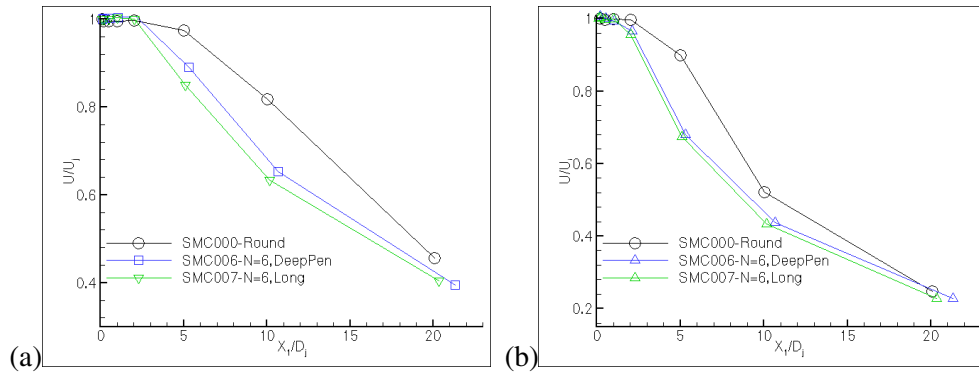 (a)
1
0.8
0.6
0.4
U/Uj
SMC000-Round
SMC006-N=6,DeepPen
SMC007-N=6,Long
0 5 10 15 20
X1/Dj
(b)
1
0.8
0.6
0.4
0.2
U/Uj
SMC000-Round
SMC006-N=6,DeepPen
SMC007-N=6,Long
0 5 10 15 20
X1/Dj